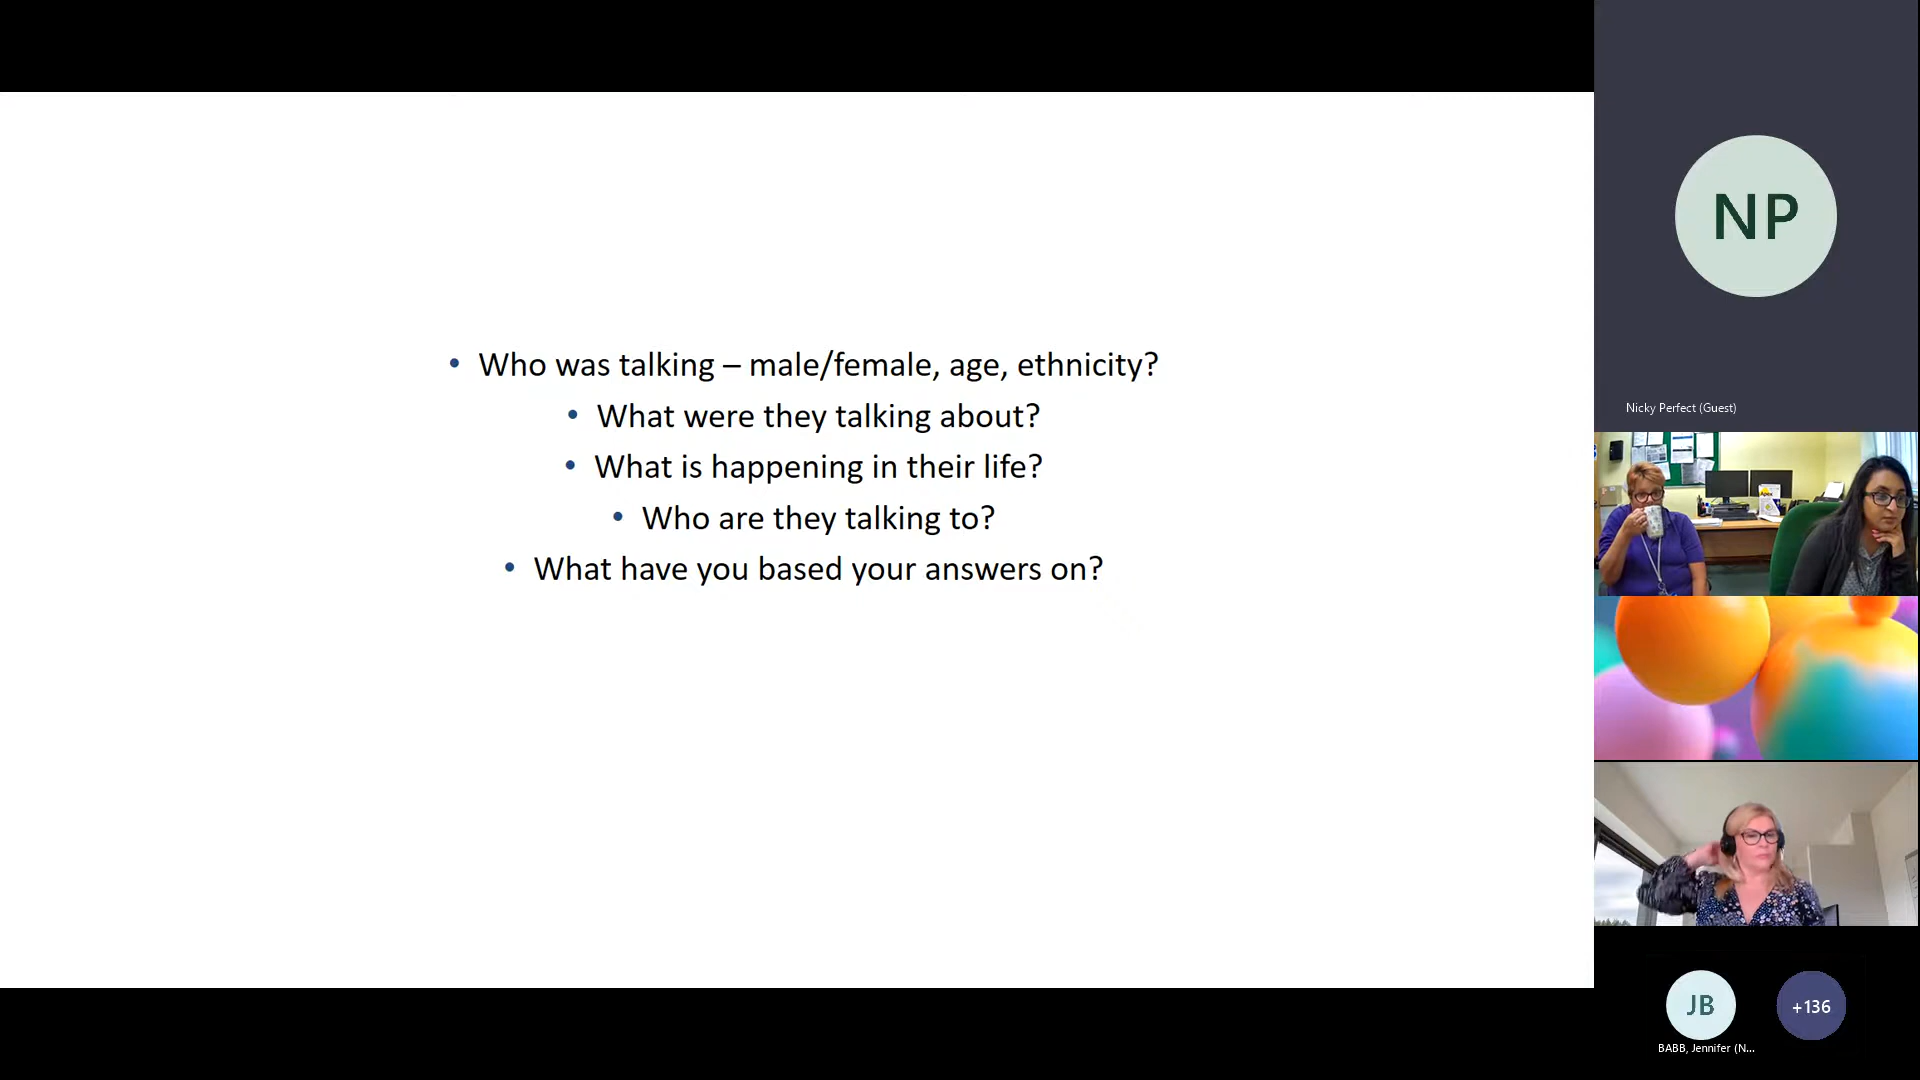 • Who was talking – male/female, age, ethnicity?
• What were they talking about?
• What is happening in their life?
• Who are they talking to?
• What have you based your answers on?
NP
Nicky Perfect (Guest)
JB
+136
BABB, Jennifer (N...